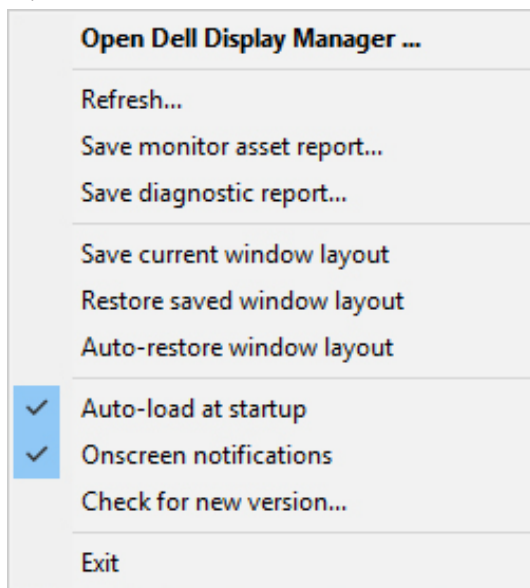 Open Dell Display Manager ...
Refresh...
Save monitor asset report...
Save diagnostic report...
Save current window layout
Restore saved window layout
Auto-restore window layout
Auto-load at startup
Onscreen notifications
Check for new version...
Exit